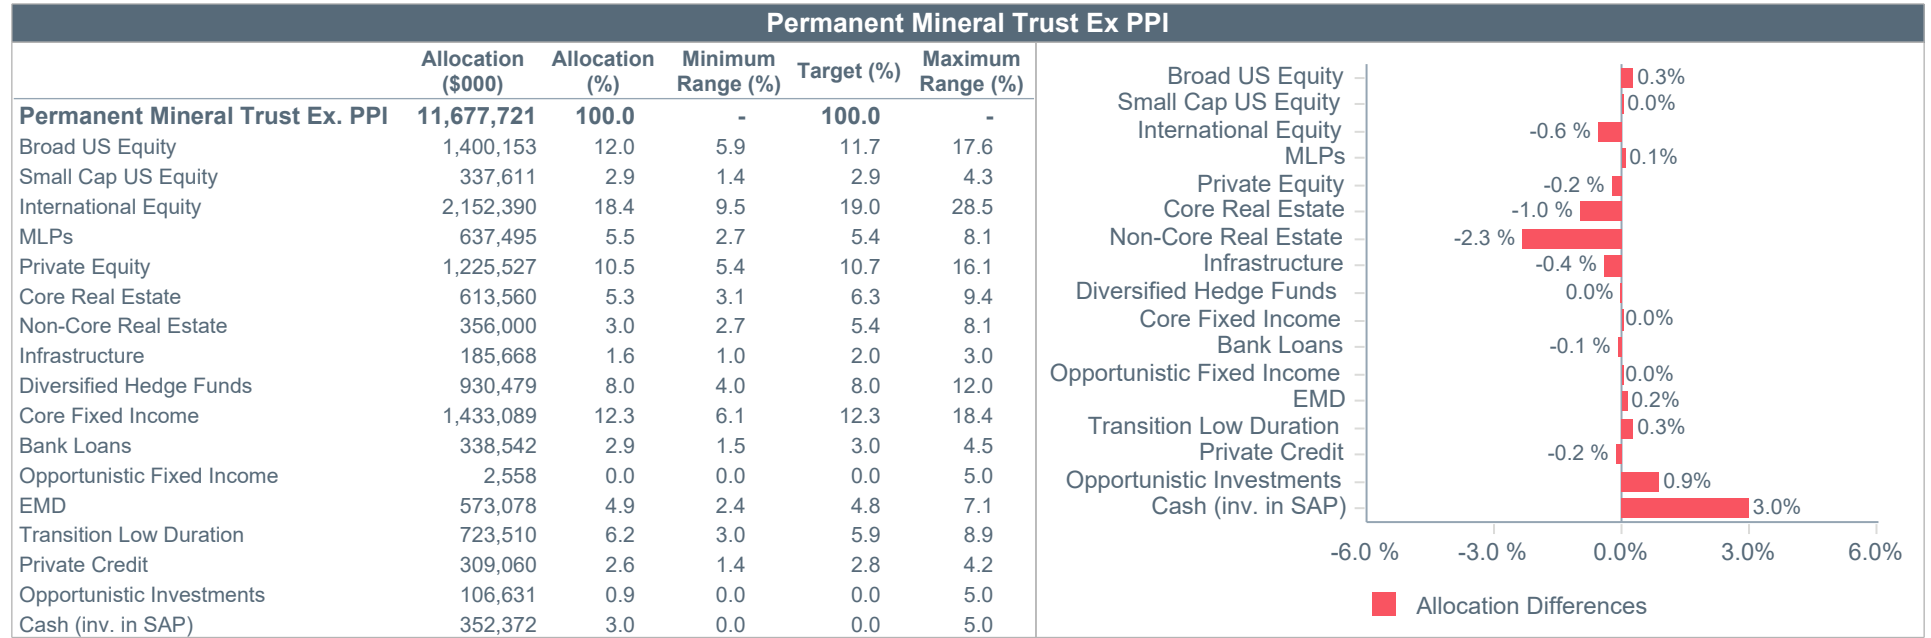 Permanent Mineral Trust Ex PPI
Allocation ($000) Allocation (%) Minimum Range (%) Target (%) Maximum Range (%)
Permanent Mineral Trust Ex. PPI 11,677,721 100.0 - 100.0 -
Broad US Equity 1,400,153 12.0 5.9 11.7 17.6
Small Cap US Equity 337,611 2.9 1.4 2.9 4.3
International Equity 2,152,390 18.4 9.5 19.0 28.5
MLPs 637,495 5.5 2.7 5.4 8.1
Private Equity 1,225,527 10.5 5.4 10.7 16.1
Core Real Estate 613,560 5.3 3.1 6.3 9.4
Non-Core Real Estate 356,000 3.0 2.7 5.4 8.1
Infrastructure 185,668 1.6 1.0 2.0 3.0
Diversified Hedge Funds 930,479 8.0 4.0 8.0 12.0
Core Fixed Income 1,433,089 12.3 6.1 12.3 18.4
Bank Loans 338,542 2.9 1.5 3.0 4.5
Opportunistic Fixed Income 2,558 0.0 0.0 0.0 5.0
EMD 573,078 4.9 2.4 4.8 7.1
Transition Low Duration 723,510 6.2 3.0 5.9 8.9
Private Credit 309,060 2.6 1.4 2.8 4.2
Opportunistic Investments 106,631 0.9 0.0 0.0 5.0
Cash (inv. in SAP) 352,372 3.0 0.0 0.0 5.0
Broad US Equity 0.3%
Small Cap US Equity 0.0%
International Equity -0.6 %
MLPs 0.1%
Private Equity -0.2 %
Core Real Estate -1.0 %
Non-Core Real Estate -2.3 %
Infrastructure -0.4 %
Diversified Hedge Funds 0.0%
Core Fixed Income 0.0%
Bank Loans -0.1 %
Opportunistic Fixed Income 0.0%
EMD 0.2%
Transition Low Duration 0.3%
Private Credit -0.2 %
Opportunistic Investments 0.9%
Cash (inv. in SAP) 3.0%
-6.0 % -3.0 % 0.0% 3.0% 6.0%
Allocation Differences